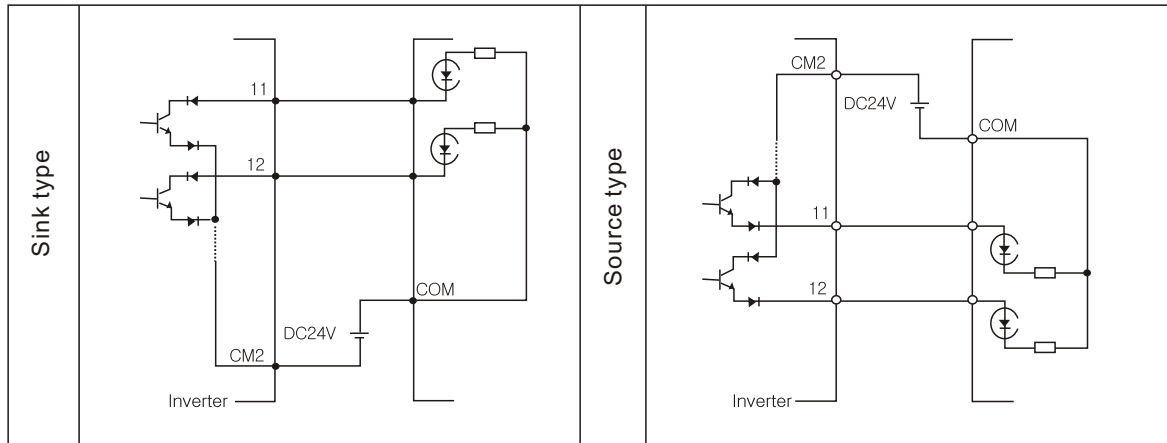 Sink type
11
12
COM
DC24V
CM2
Inverter
Source type
CM2
DC24V
COM
11
12
Inverter